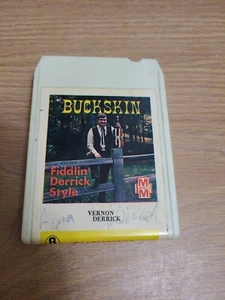 BUCKSKIN
Fiddlin'
Derrick
Style
M
M
VERNON
DERRICK